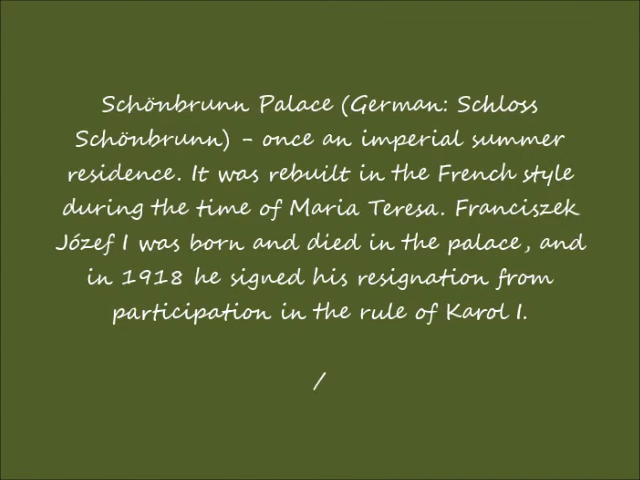 Schönbrunn Palace (German: Schloss
Schönbrunn) - once an imperial summer
residence. It was rebuilt in the French style
during the time of Maria Teresa. Franciszek
Józef I was born and died in the palace, and
in 1918 he signed his resignation from
participation in the rule of Karol I.
/